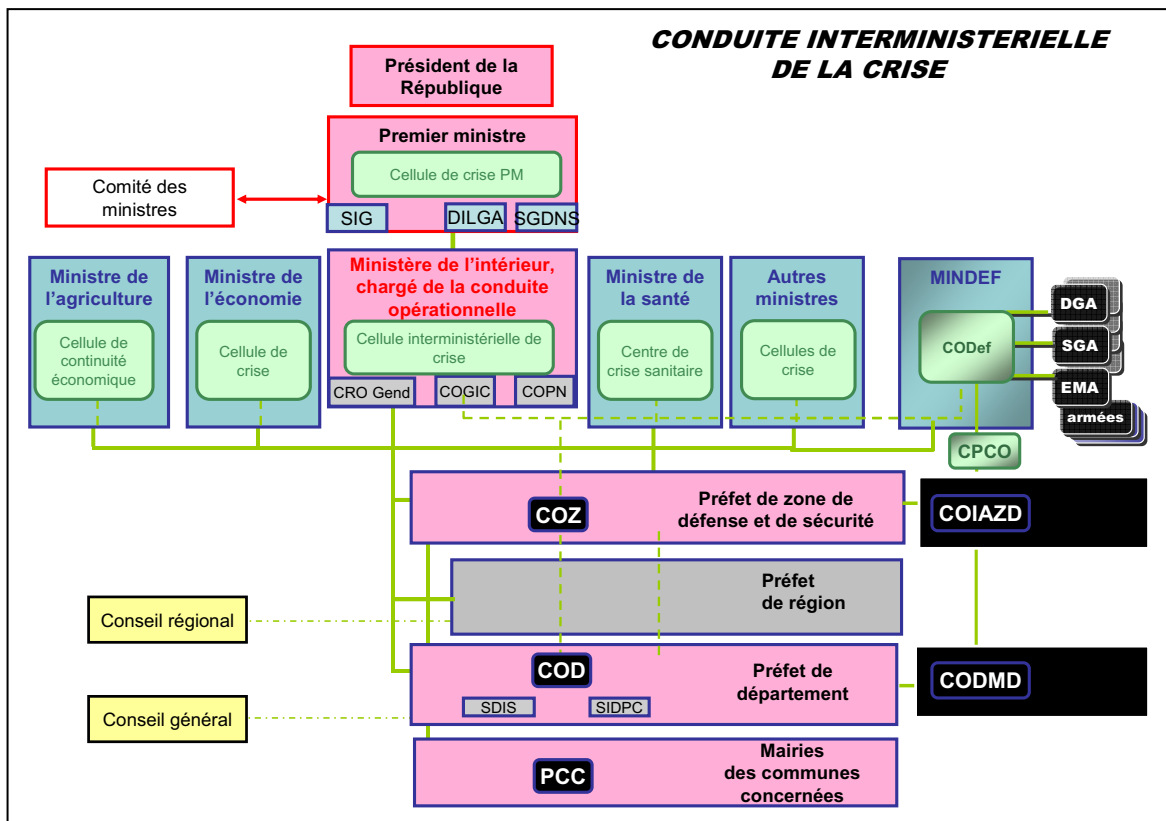 CONDUITE INTERMINISTERIELLE
DE LA CRISE
Président de la
République
Premier ministre
Cellule de crise PM
SIG
DILGA
SGDNS
Comité des
ministres
Ministre de
l'agriculture
Cellule de
continuité
économique
Ministre de
l'économie
Cellule de
crise
Ministère de l'intérieur,
chargé de la conduite
opérationnelle
Cellule interministérielle de
crise
CRO Gend
COGIC
COPN
Ministre de
la santé
Centre de
crise sanitaire
Autres
ministres
Cellules de
crise
MINDEF
CODef
DGA
SGA
EMA
armées
CPCO
COZ
Préfet de zone de
défense et de sécurité
COIAZD
Préfet
de région
Conseil régional
COD
Préfet de
département
SDIS
SIDPC
CODMD
Conseil général
PCC
Mairies
des communes
concernées